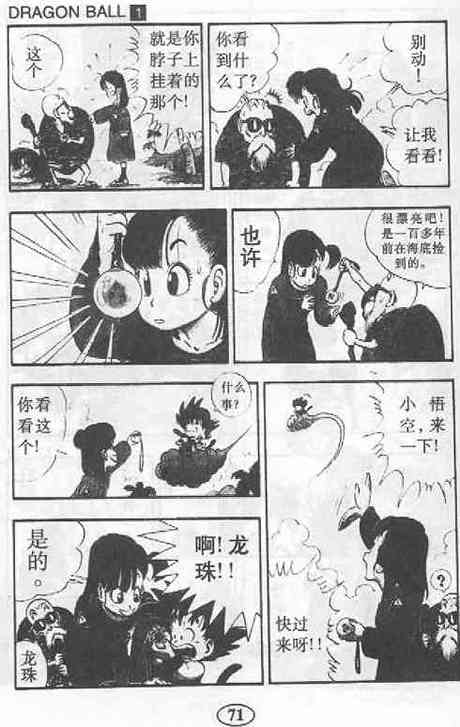 DRAGON BALL 1
别
动!
让我
看看!
你看
到什
么了?
就是你
脖子上
挂着的
那个!
这个
很漂亮吧!
是一百多年
前在海底捡
到的。
也
许
小悟
空,来
一下!
?
快过
来呀!!
什么
事?
你看
看这
个!
啊!龙
珠!!
是的。
龙珠
71